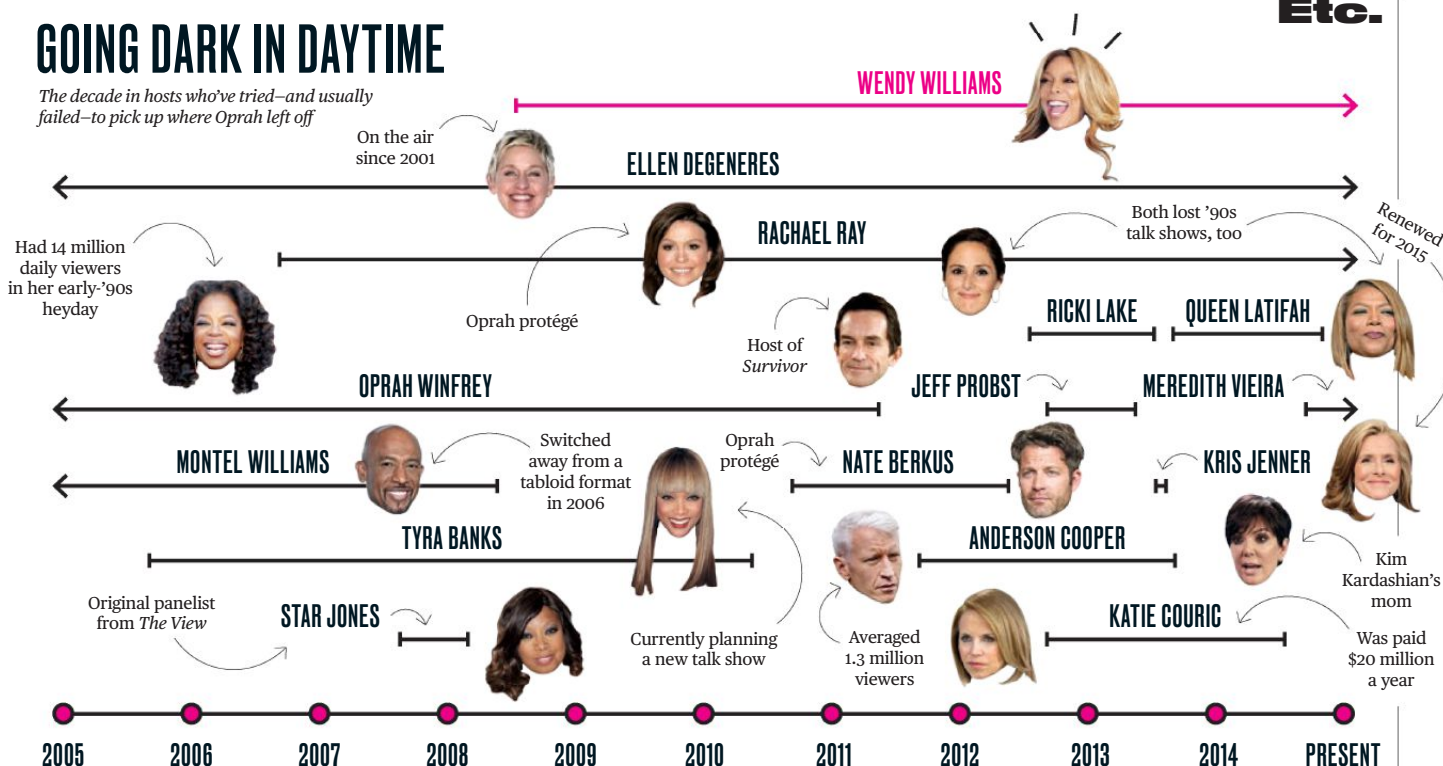 Etc.
GOING DARK IN DAYTIME
The decade in hosts who've tried—and usually
failed—to pick up where Oprah left off
WENDY WILLIAMS
On the air
since 2001
ELLEN DEGENERES
Had 14 million
daily viewers
in her early-'90s
heyday
Oprah protégé
RACHAEL RAY
Both lost '90s
talk shows, too
Renewed
for 2015
Host of
Survivor
RICKI LAKE
QUEEN LATIFAH
OPRAH WINFREY
JEFF PROBST
MEREDITH VIEIRA
MONTEL WILLIAMS
Switched
away from a
tabloid format
in 2006
Oprah
protégé
NATE BERKUS
KRIS JENNER
TYRA BANKS
ANDERSON COOPER
Kim
Kardashian's
mom
Original panelist
from The View
STAR JONES
Currently planning
a new talk show
Averaged
1.3 million
viewers
KATIE COURIC
Was paid
$20 million
a year
2005
2006
2007
2008
2009
2010
2011
2012
2013
2014
PRESENT